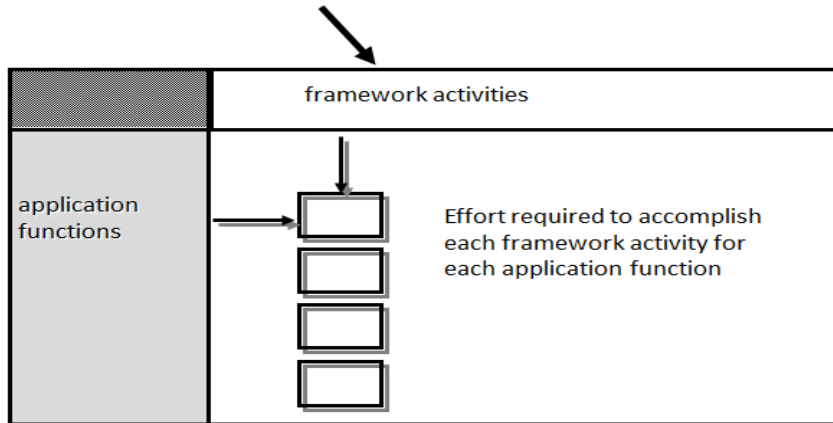 framework activities
application
functions
Effort required to accomplish
each framework activity for
each application function